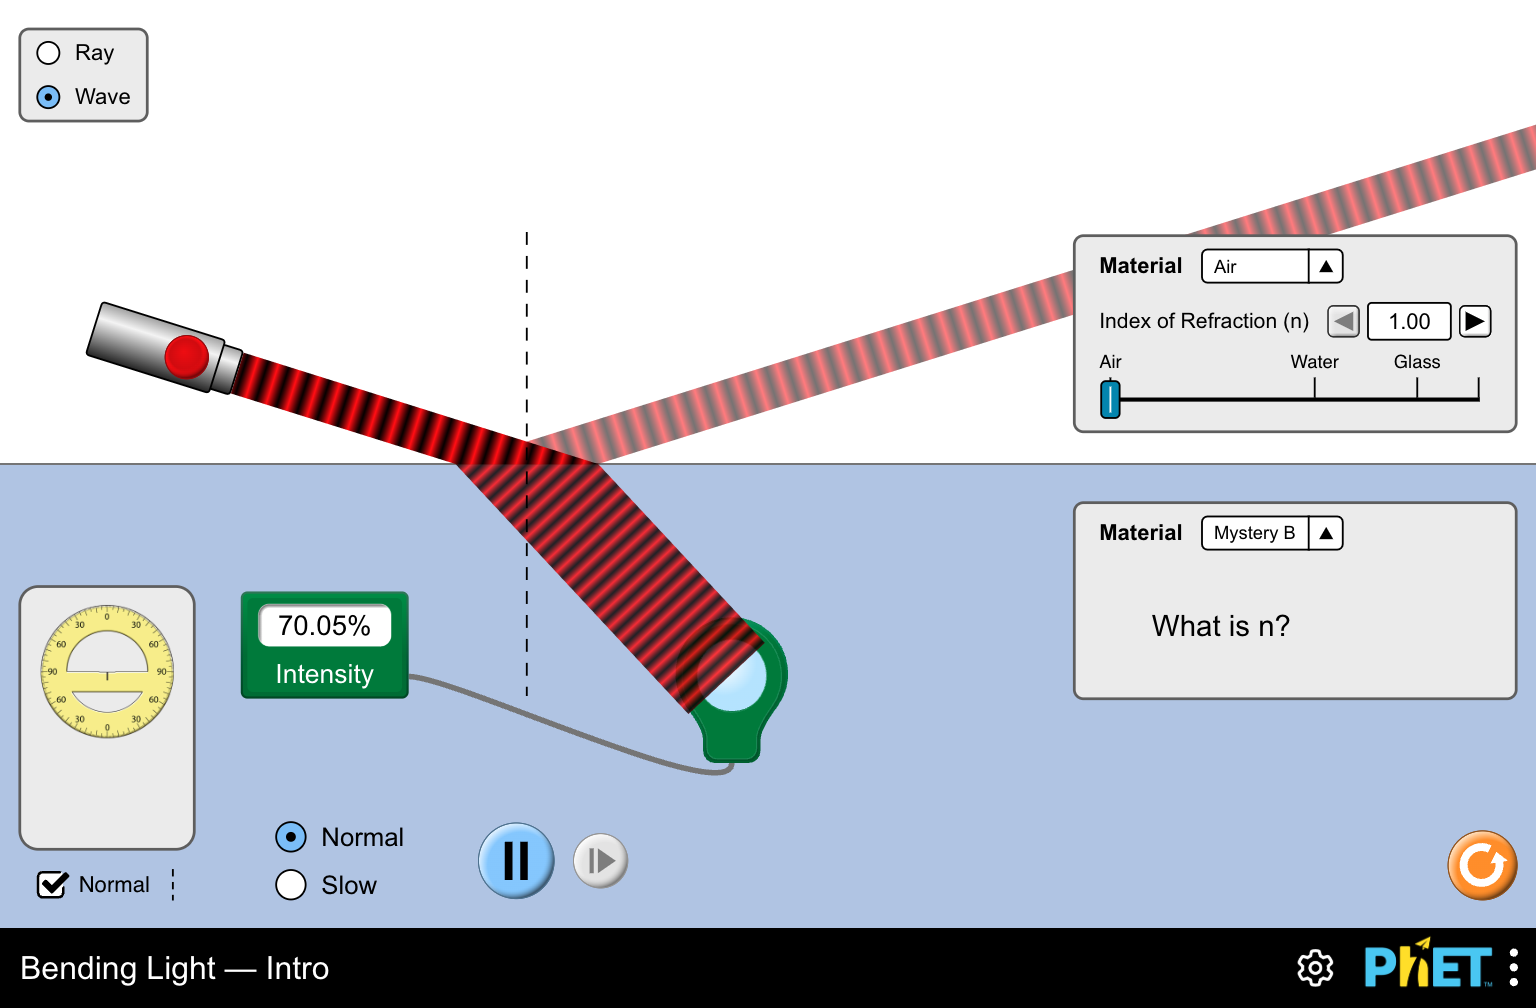 Ray
Wave
Material Air
Index of Refraction (n) 1.00
Air Water Glass
Material Mystery B
What is n?
0
30 30
60 60
90 90
60 60
30 30
0
70.05%
Intensity
Normal
Slow
Normal
Bending Light — Intro
PhET™